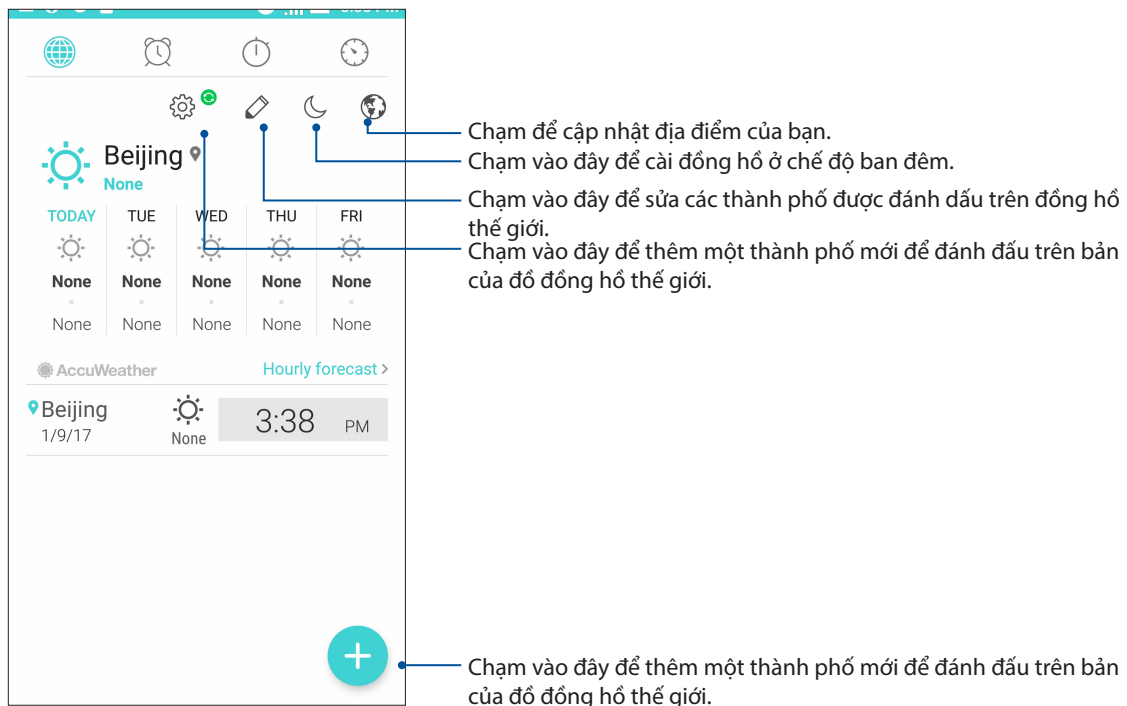 Beijing
None
TODAY TUE WED THU FRI
None None None None None
None None None None None
AccuWeather Hourly forecast >
Beijing
1/9/17
None
3:38 PM
Chạm để cập nhật địa điểm của bạn.
Chạm vào đây để cài đồng hồ ở chế độ ban đêm.
Chạm vào đây để sửa các thành phố được đánh dấu trên đồng hồ
thế giới.
Chạm vào đây để thêm một thành phố mới để đánh đấu trên bản
của đồ đồng hồ thế giới.
Chạm vào đây để thêm một thành phố mới để đánh đấu trên bản
của đồ đồng hồ thế giới.